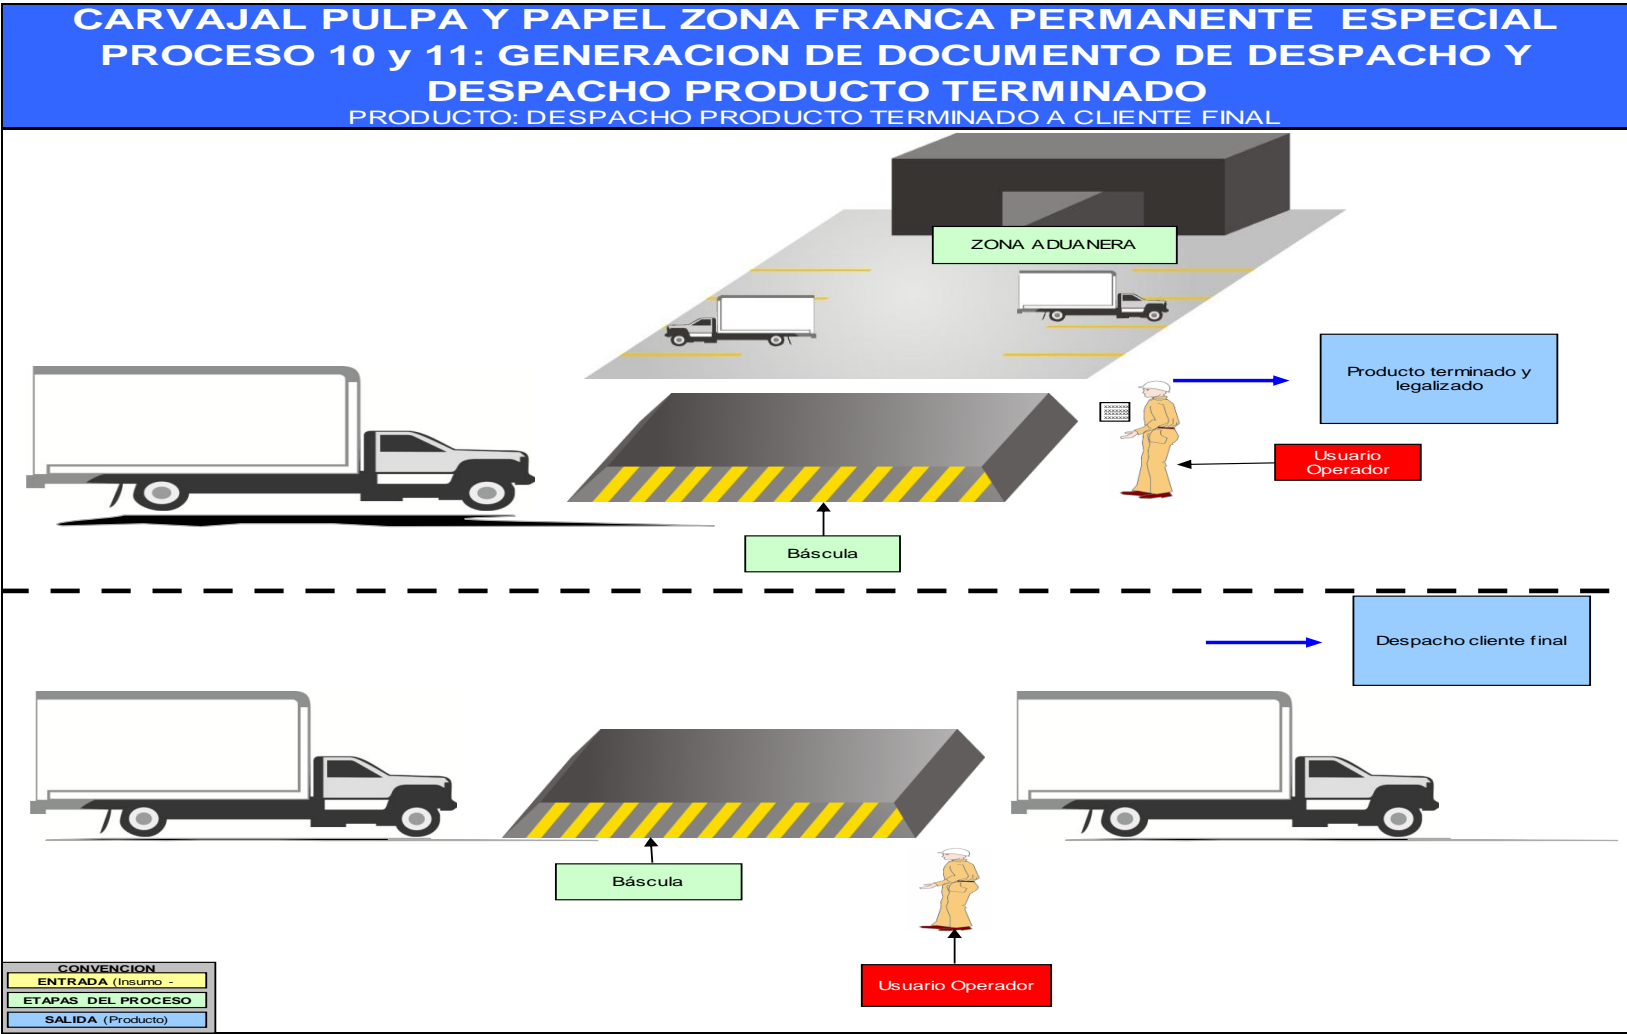 CARVAJAL PULPA Y PAPEL ZONA FRANCA PERMANENTE ESPECIAL
PROCESO 10 y 11: GENERACION DE DOCUMENTO DE DESPACHO Y
DESPACHO PRODUCTO TERMINADO
PRODUCTO: DESPACHO PRODUCTO TERMINADO A CLIENTE FINAL
ZONA ADUANERA
Producto terminado y
legalizado
Usuario
Operador
Báscula
Despacho cliente final
Báscula
Usuario Operador
CONVENCION
ENTRADA (Insumo -
ETAPAS DEL PROCESO
SALIDA (Producto)